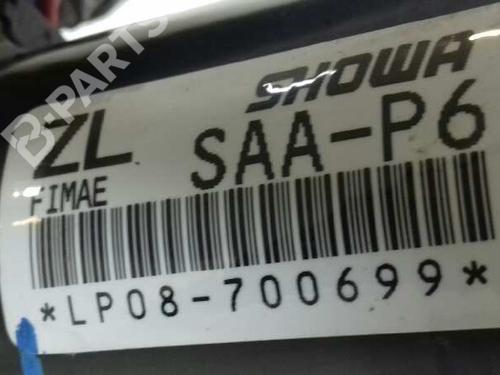 SHOWA
ZL SAA-P6
FIMAE
*LP08-700699*
B-PARTS